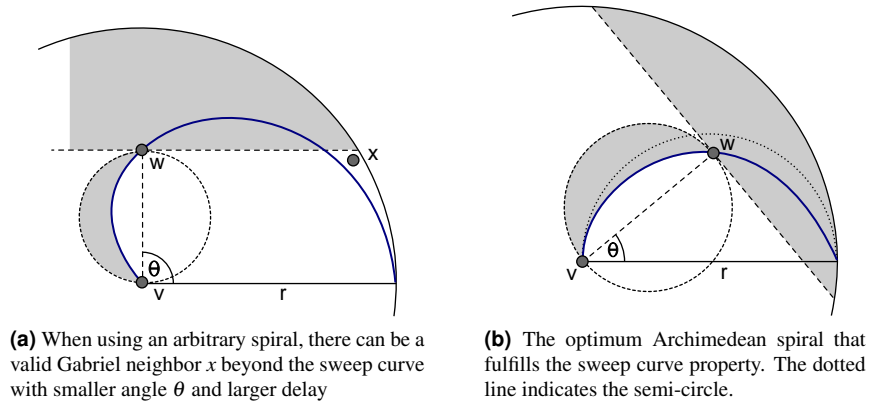 w
x
θ
v
r
w
θ
v
r
(a) When using an arbitrary spiral, there can be a
valid Gabriel neighbor x beyond the sweep curve
with smaller angle θ and larger delay
(b) The optimum Archimedean spiral that
fulfills the sweep curve property. The dotted
line indicates the semi-circle.